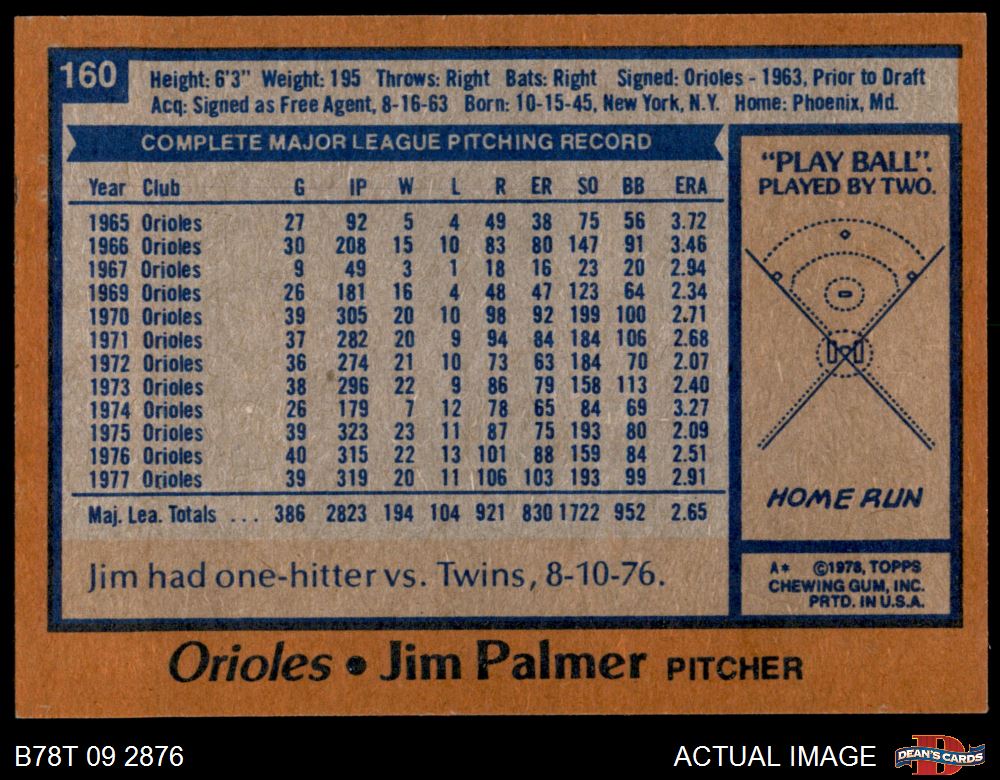 160
Height: 6'3" Weight: 195 Throws: Right Bats: Right Signed: Orioles - 1963, Prior to Draft
Acq: Signed as Free Agent, 8-16-63 Born: 10-15-45, New York, N.Y. Home: Phoenix, Md.
COMPLETE MAJOR LEAGUE PITCHING RECORD
Year Club G IP W L R ER SO BB ERA
1965 Orioles 27 92 5 4 49 38 75 56 3.72
1966 Orioles 30 208 15 10 83 80 147 91 3.46
1967 Orioles 9 49 3 1 18 16 23 20 2.94
1969 Orioles 26 181 16 4 48 47 123 64 2.34
1970 Orioles 39 305 20 10 98 92 199 100 2.71
1971 Orioles 37 282 20 9 94 84 184 106 2.68
1972 Orioles 36 274 21 10 73 63 184 70 2.07
1973 Orioles 38 296 22 9 86 79 158 113 2.40
1974 Orioles 26 179 7 12 78 65 84 69 3.27
1975 Orioles 39 323 23 11 87 75 193 80 2.09
1976 Orioles 40 315 22 13 101 88 159 84 2.51
1977 Orioles 39 319 20 11 106 103 193 99 2.91
Maj. Lea. Totals ... 386 2823 194 104 921 830 1722 952 2.65
Jim had one-hitter vs. Twins, 8-10-76.
"PLAY BALL".
PLAYED BY TWO.
HOME RUN
A* ©1978, TOPPS
CHEWING GUM, INC.
PRTD. IN U.S.A.
Orioles • Jim Palmer PITCHER
B78T 09 2876
ACTUAL IMAGE
D
DEAN'S CARDS